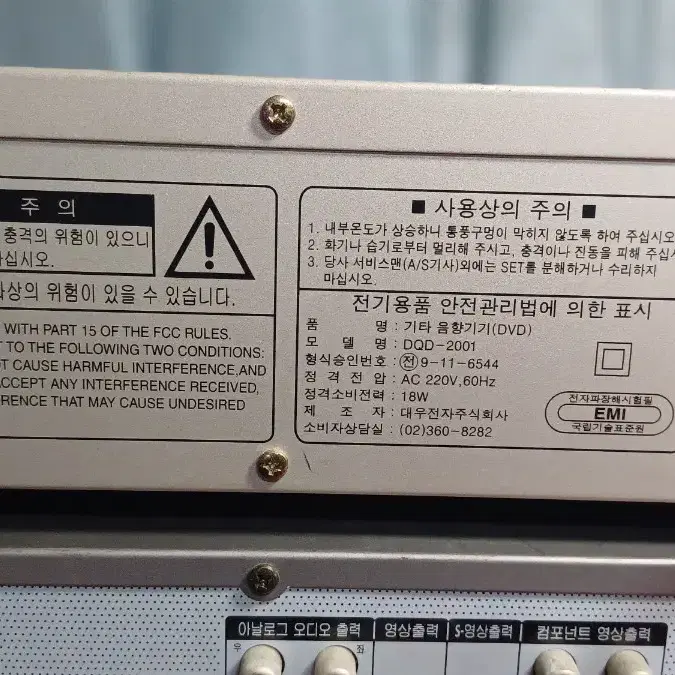 주 의
충격의 위험이 있으니
마십시오.
화상의 위험이 있을 수 있습니다.
WITH PART 15 OF THE FCC RULES.
TO THE FOLLOWING TWO CONDITIONS:
CAUSE HARMFUL INTERFERENCE,AND
ACCEPT ANY INTERFERENCE RECEIVED,
THAT MAY CAUSE UNDESIRED
■ 사용상의 주의 ■
1. 내부온도가 상승하니 통풍구멍이 막히지 않도록 하여 주십시오
2. 화기나 습기로부터 멀리해 주시고, 충격이나 진동을 피해 주십시
3. 당사 서비스맨(A/S기사)외에는 SET를 분해하거나 수리하지
마십시오.
전기용품 안전관리법에 의한 표시
품 명 : 기타 음향기기(DVD)
모 델 명 : DQD-2001
형식승인번호 : 전 9-11-6544
정 격 전 압 : AC 220V,60Hz
정격소비전력 : 18W
제 조 자 : 대우전자주식회사
소비자상담실 : (02)360-8282
전자파장해시험필
EMI
국립기술표준원
아날로그 오디오 출력
우 좌
영상출력
S-영상출력
컴포넌트 영상출력